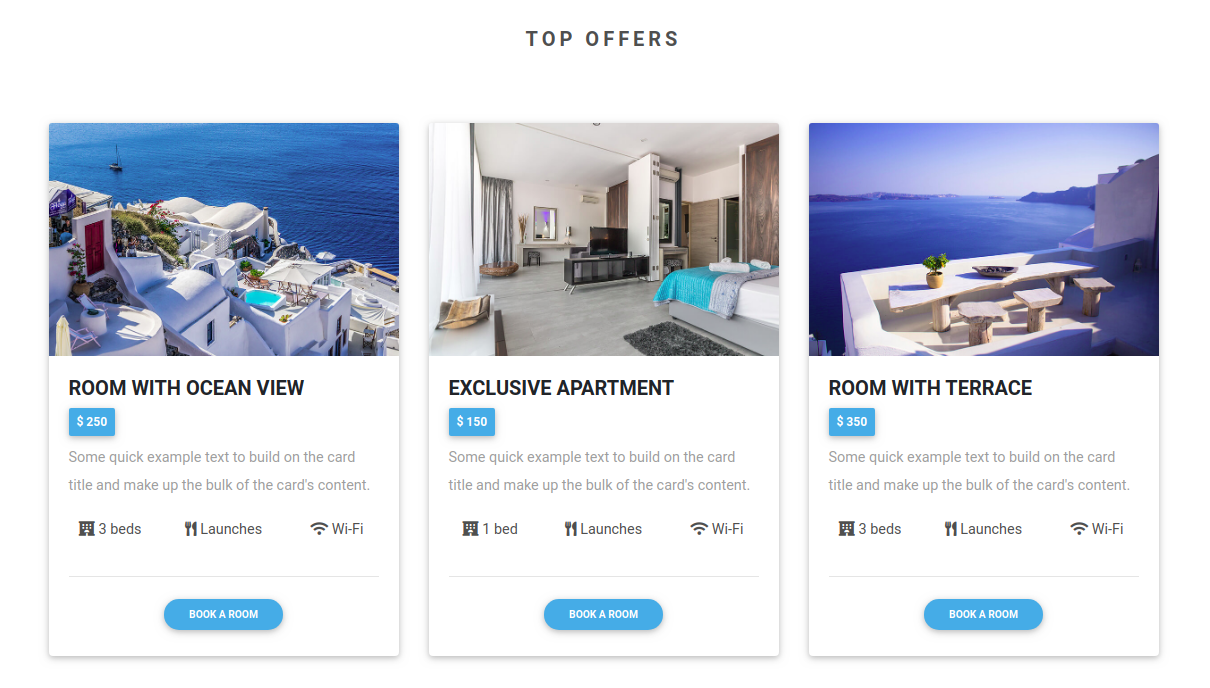 TOP OFFERS
ROOM WITH OCEAN VIEW
$ 250
Some quick example text to build on the card
title and make up the bulk of the card's content.
3 beds Launches Wi-Fi
BOOK A ROOM
EXCLUSIVE APARTMENT
$ 150
Some quick example text to build on the card
title and make up the bulk of the card's content.
1 bed Launches Wi-Fi
BOOK A ROOM
ROOM WITH TERRACE
$ 350
Some quick example text to build on the card
title and make up the bulk of the card's content.
3 beds Launches Wi-Fi
BOOK A ROOM